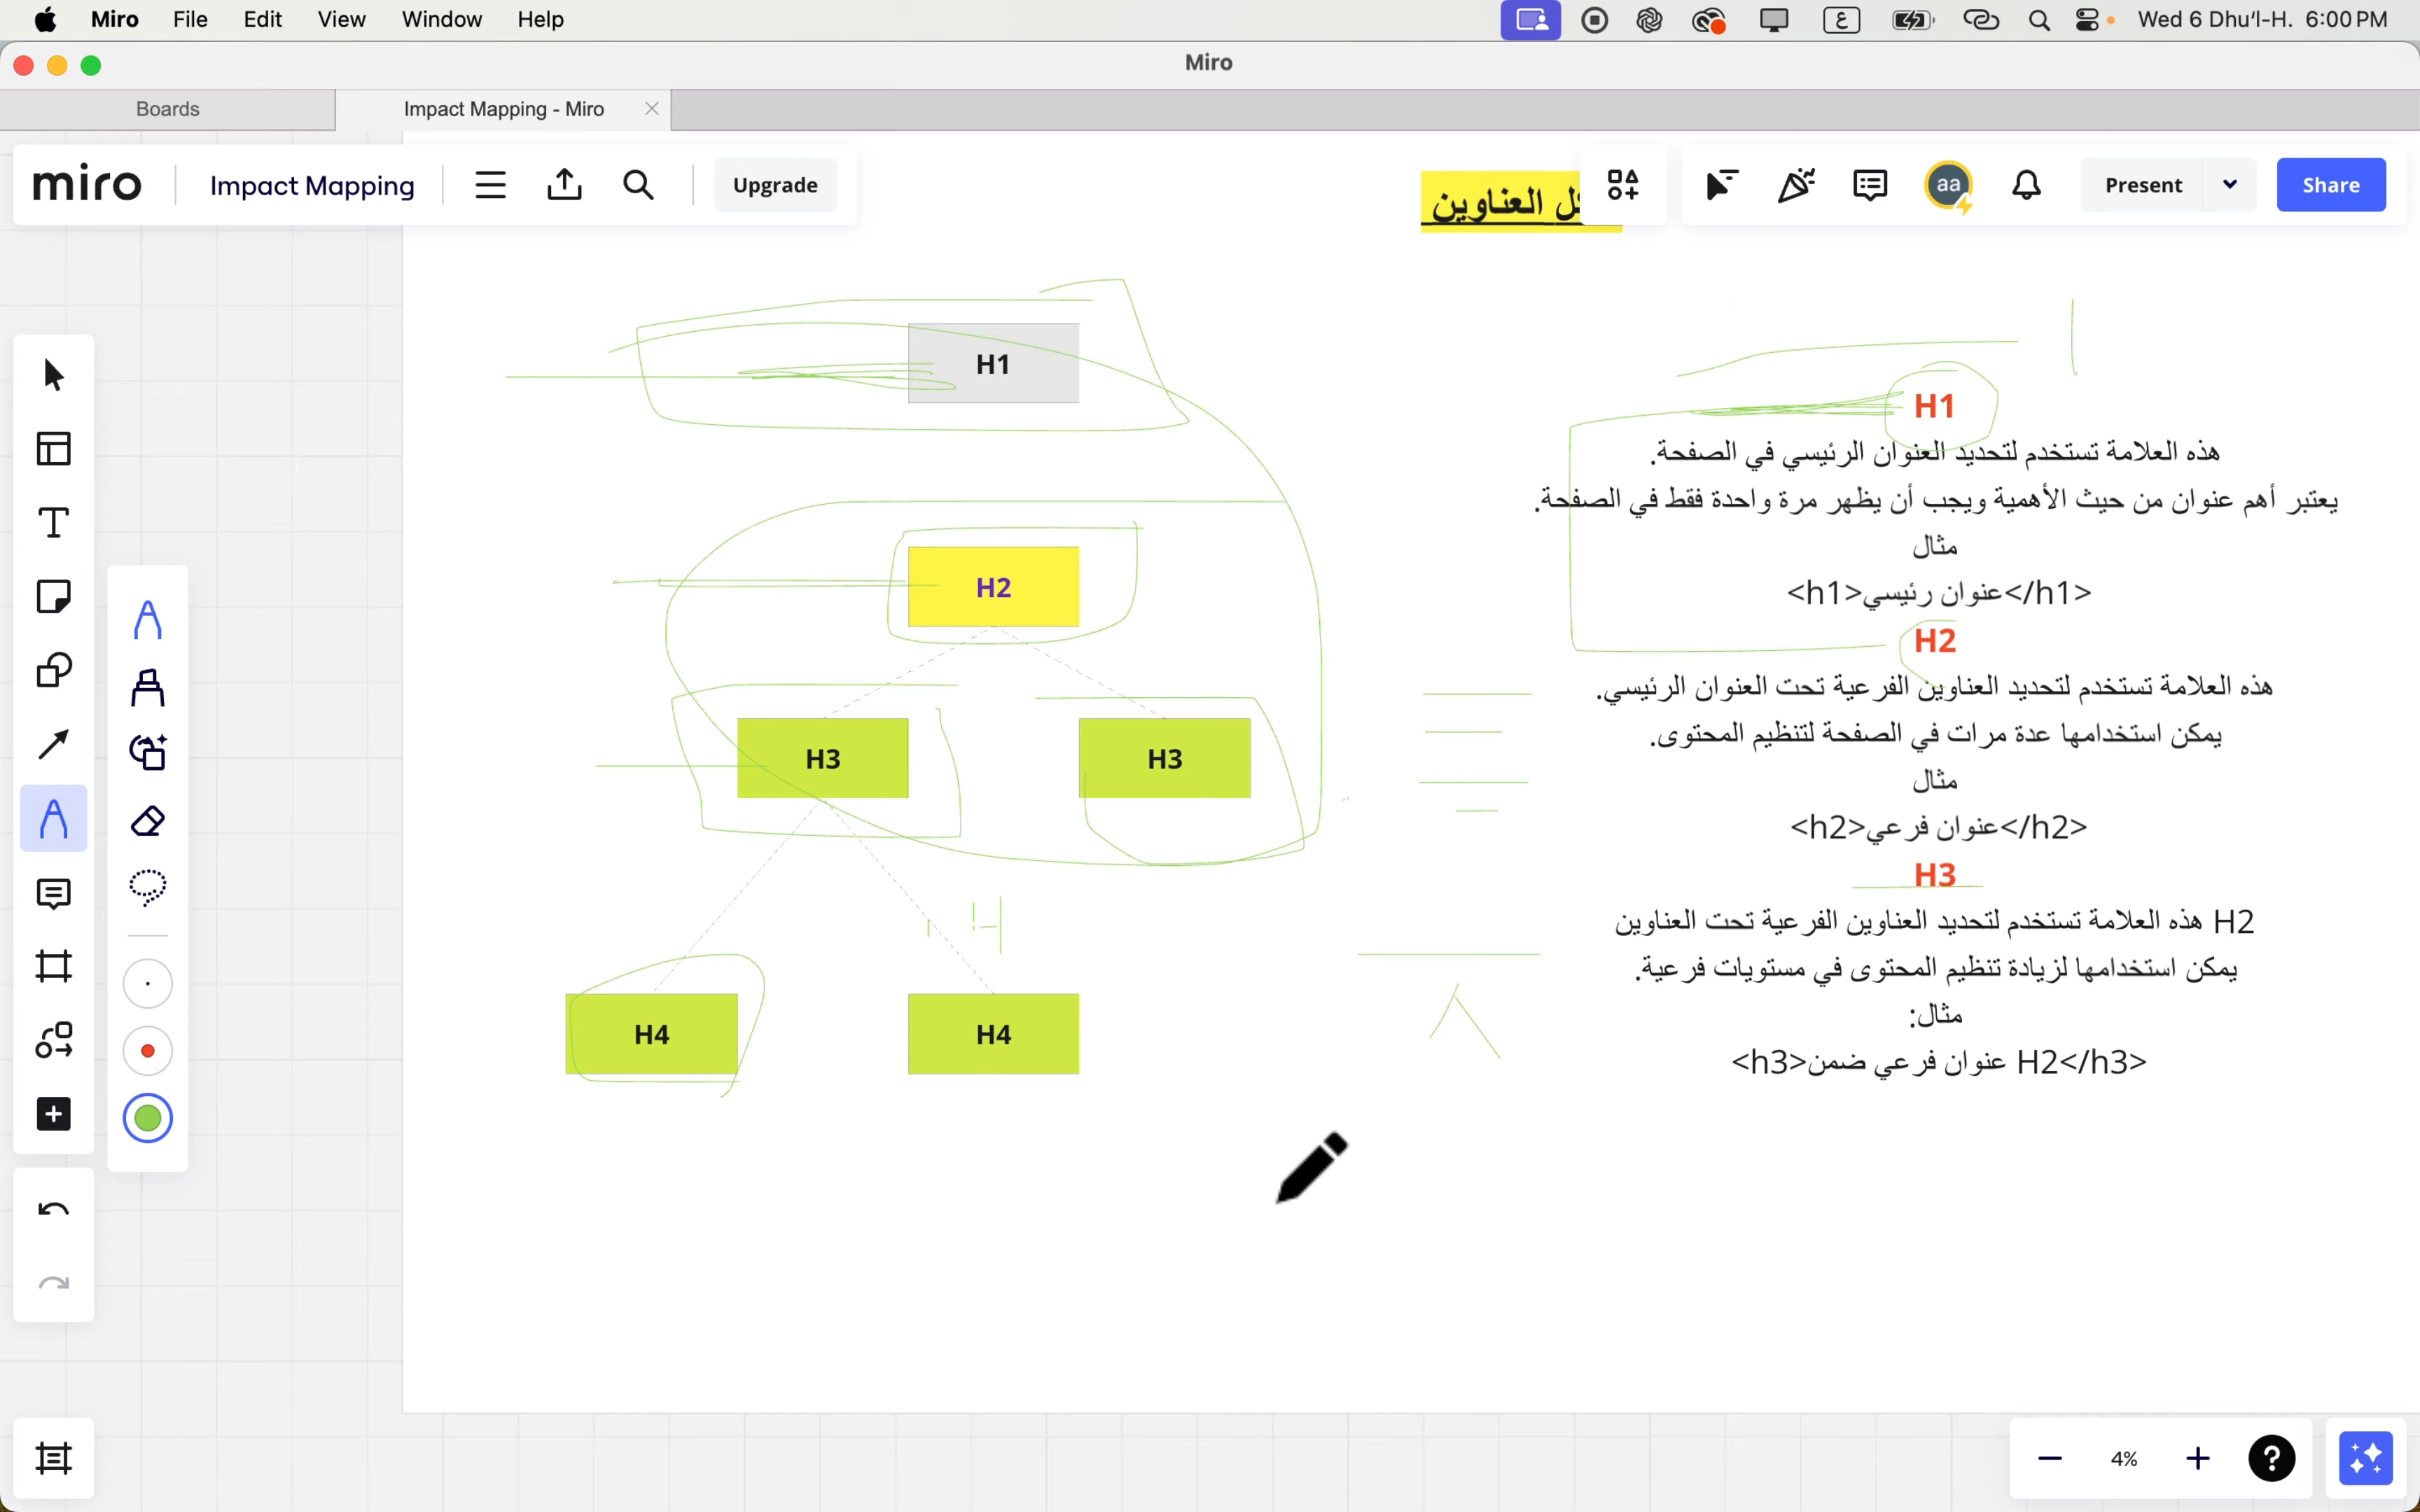 Miro File Edit View Window Help Wed 6 Dhuʻl-H. 6:00 PM
Miro
Boards Impact Mapping - Miro
miro Impact Mapping Upgrade aa Present Share
كل العناوين
H1
H2
H3 H3
H4 H4
H1
هذه العلامة تستخدم لتحديد العنوان الرئيسي في الصفحة.
يعتبر أهم عنوان من حيث الأهمية ويجب أن يظهر مرة واحدة فقط في الصفحة.
مثال
<h1>عنوان رئيسي</h1>
H2
هذه العلامة تستخدم لتحديد العناوين الفرعية تحت العنوان الرئيسي.
يمكن استخدامها عدة مرات في الصفحة لتنظيم المحتوى.
مثال
<h2>عنوان فرعي</h2>
H3
هذه العلامة تستخدم لتحديد العناوين الفرعية تحت العناوين H2
يمكن استخدامها لزيادة تنظيم المحتوى في مستويات فرعية.
مثال:
<h3>عنوان فرعي ضمن H2</h3>
4%